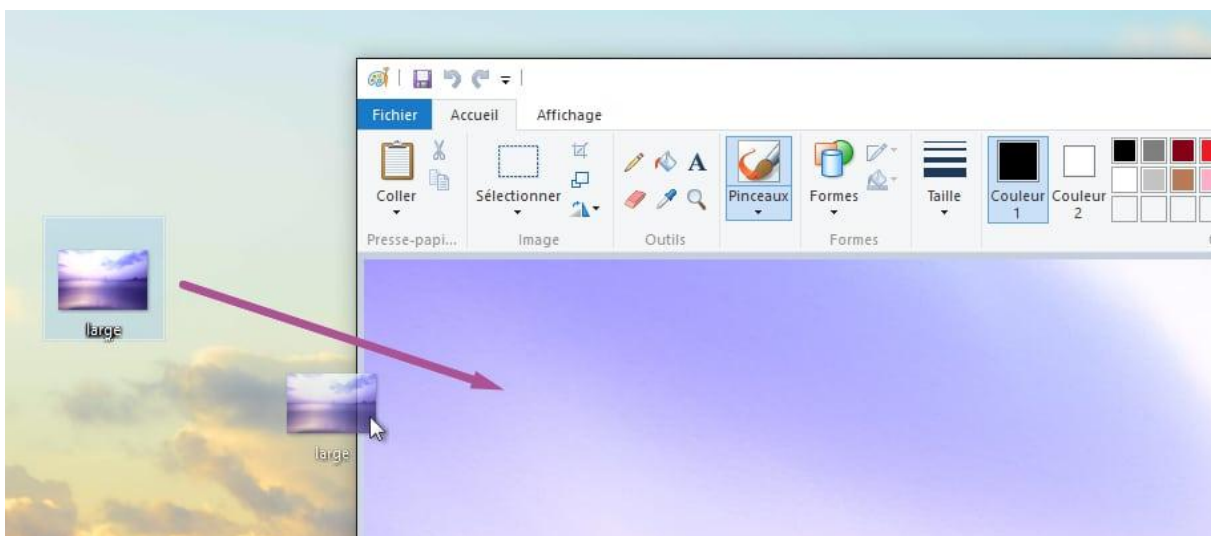 Fichier Accueil Affichage
Coller
Sélectionner
Pinceaux
Formes
Taille
Couleur 1
Couleur 2
Presse-papi...
Image
Outils
Formes
large
large